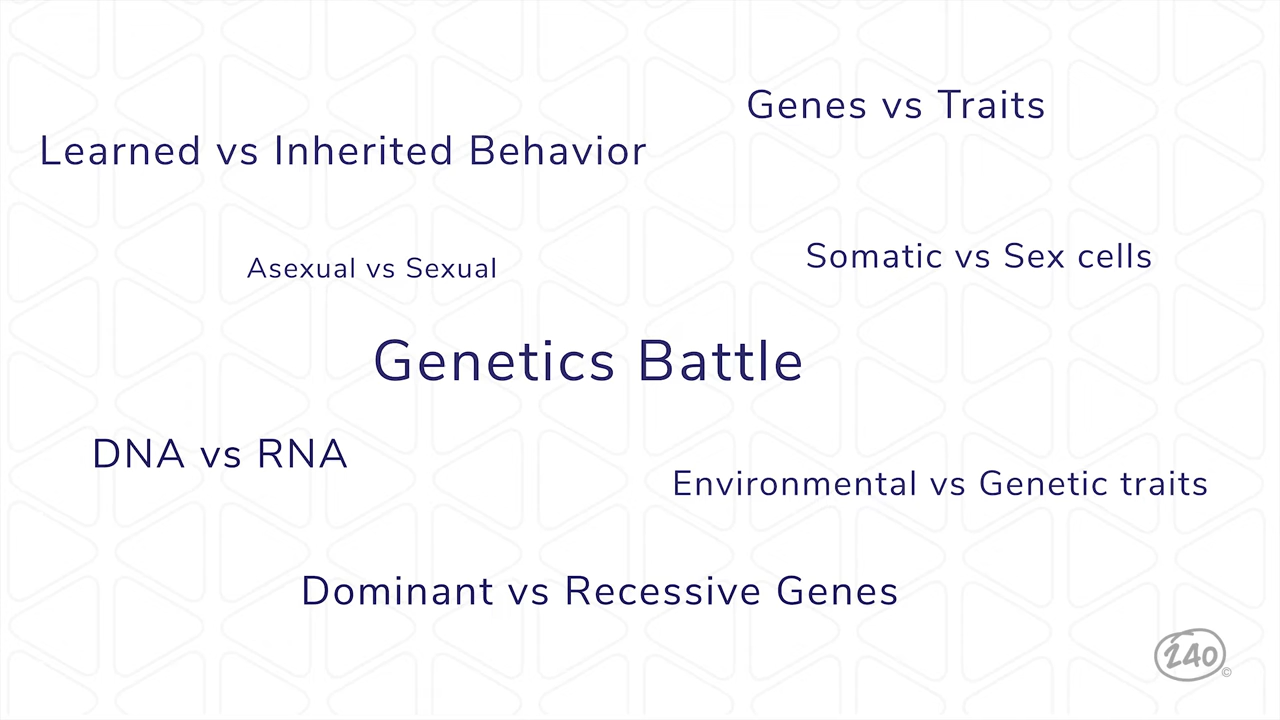 Genes vs Traits
Learned vs Inherited Behavior
Somatic vs Sex cells
Asexual vs Sexual
Genetics Battle
DNA vs RNA
Environmental vs Genetic traits
Dominant vs Recessive Genes
240
©